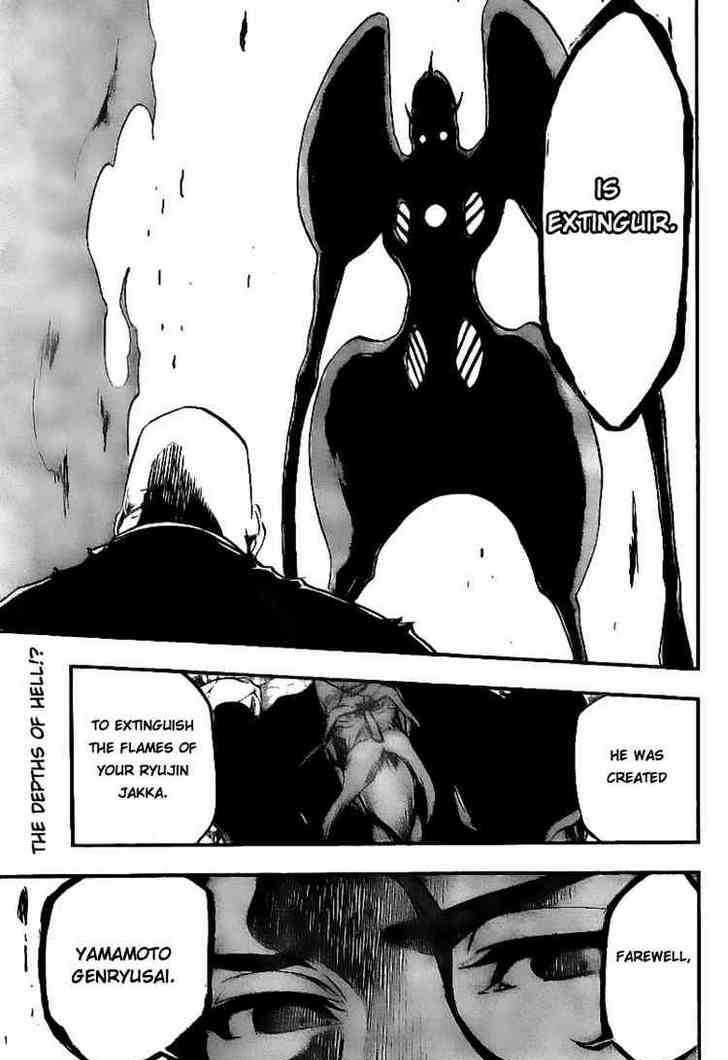 IS
EXTINGUIR.
THE DEPTHS OF HELL!?
HE WAS
CREATED
TO EXTINGUISH
THE FLAMES OF
YOUR RYUJIN
JAKKA.
FAREWELL,
YAMAMOTO
GENRYUSAI.
1